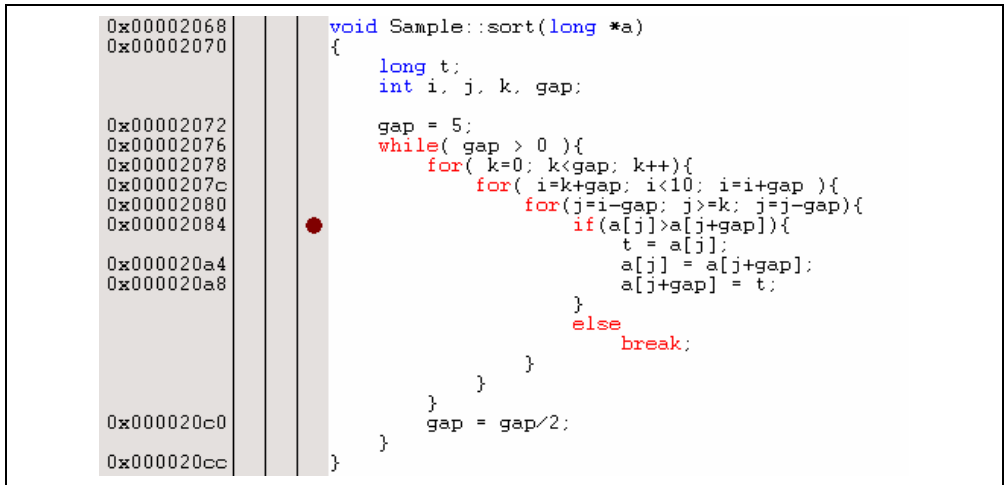 0x00002068 void Sample::sort(long *a)
0x00002070 {
long t;
int i, j, k, gap;
0x00002072 gap = 5;
0x00002076 while( gap > 0 ){
0x00002078 for( k=0; k<gap; k++){
0x0000207c for( i=k+gap; i<10; i=i+gap ){
0x00002080 for(j=i-gap; j>=k; j=j-gap){
0x00002084 if(a[j]>a[j+gap]){
t = a[j];
0x000020a4 a[j] = a[j+gap];
0x000020a8 a[j+gap] = t;
}
else
break;
}
}
}
0x000020c0 gap = gap/2;
}
0x000020cc }